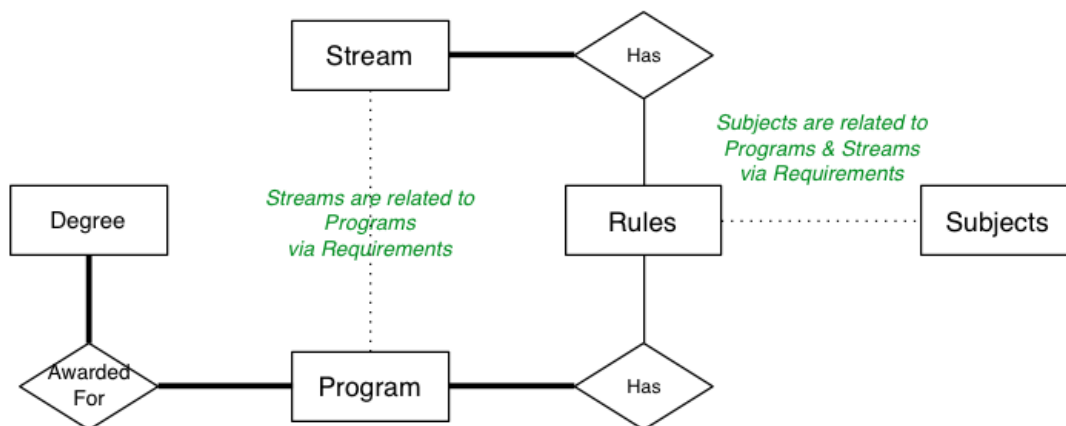 Stream
Has
Subjects are related to
Programs & Streams
via Requirements
Degree
Streams are related to
Programs
via Requirements
Rules
Subjects
Awarded
For
Program
Has